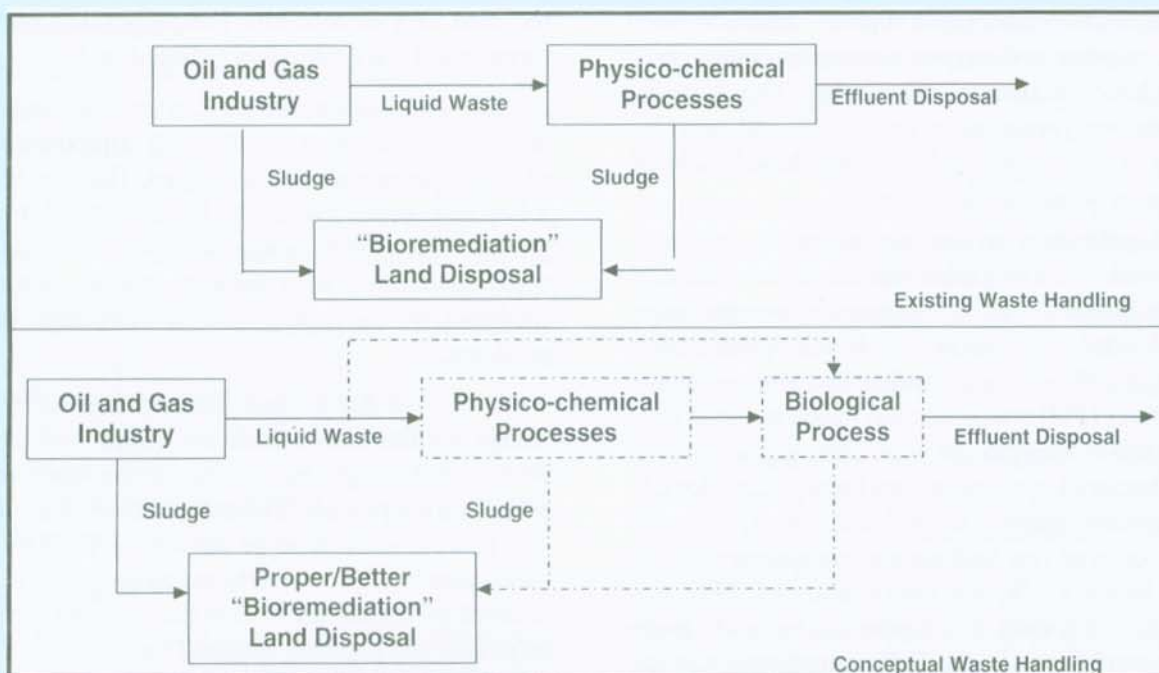 Oil and Gas
Industry
Liquid Waste
Physico-chemical
Processes
Effluent Disposal
Sludge
Sludge
“Bioremediation”
Land Disposal
Existing Waste Handling
Oil and Gas
Industry
Liquid Waste
Physico-chemical
Processes
Biological
Process
Effluent Disposal
Sludge
Sludge
Proper/Better
“Bioremediation”
Land Disposal
Conceptual Waste Handling